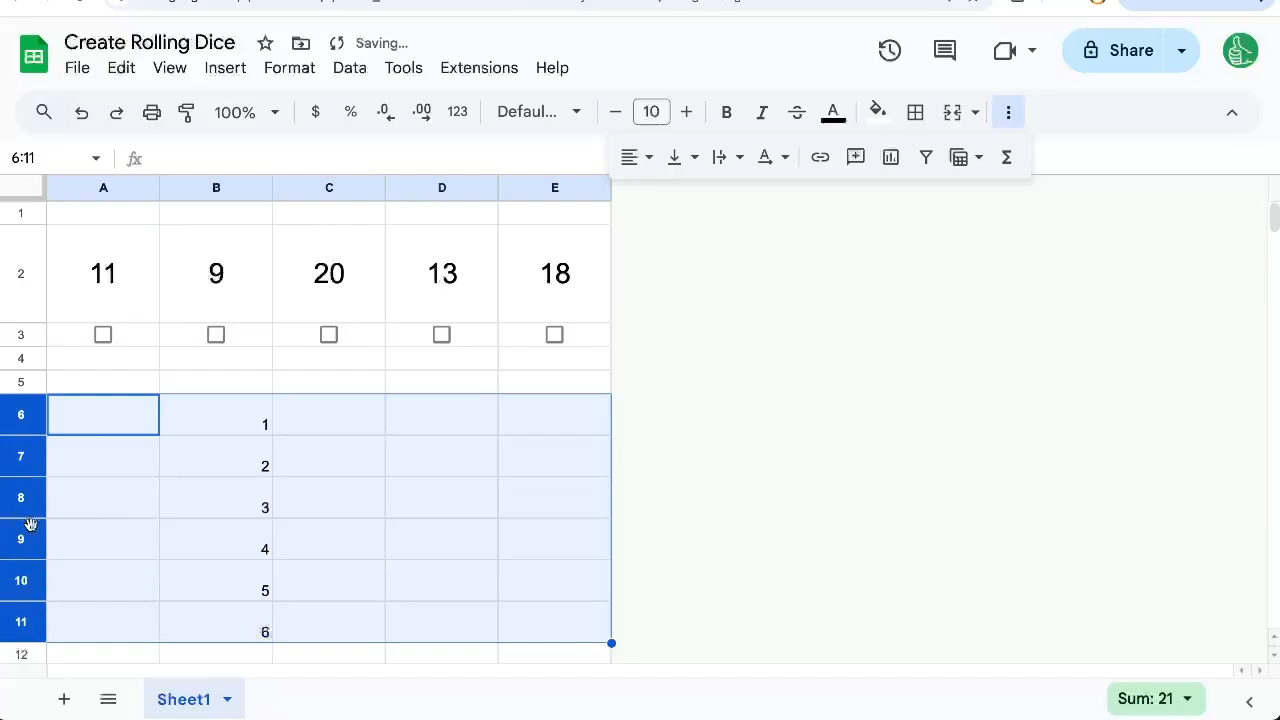 Create Rolling Dice
Saving...
File Edit View Insert Format Data Tools Extensions Help
Share
100%
$ % .0 .00 123
Defaul...
10
B I A
6:11
fx
A B C D E
1
2 11 9 20 13 18
3
4
5
6 1
7 2
8 3
9 4
10 5
11 6
12
Sheet1
Sum: 21